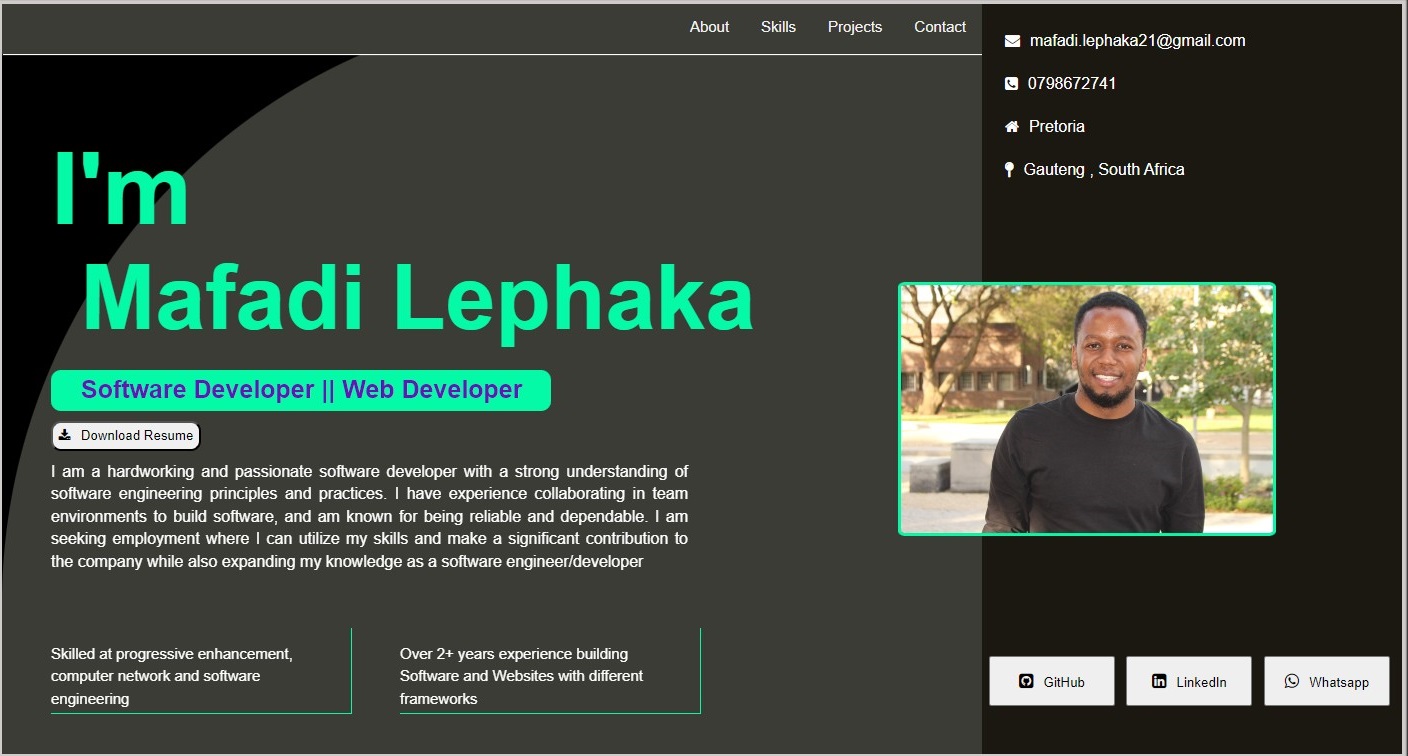 About Skills Projects Contact
mafadi.lephaka21@gmail.com
0798672741
Pretoria
Gauteng , South Africa
I'm
Mafadi Lephaka
Software Developer || Web Developer
Download Resume
I am a hardworking and passionate software developer with a strong understanding of
software engineering principles and practices. I have experience collaborating in team
environments to build software, and am known for being reliable and dependable. I am
seeking employment where I can utilize my skills and make a significant contribution to
the company while also expanding my knowledge as a software engineer/developer
Skilled at progressive enhancement,
computer network and software
engineering
Over 2+ years experience building
Software and Websites with different
frameworks
GitHub LinkedIn Whatsapp